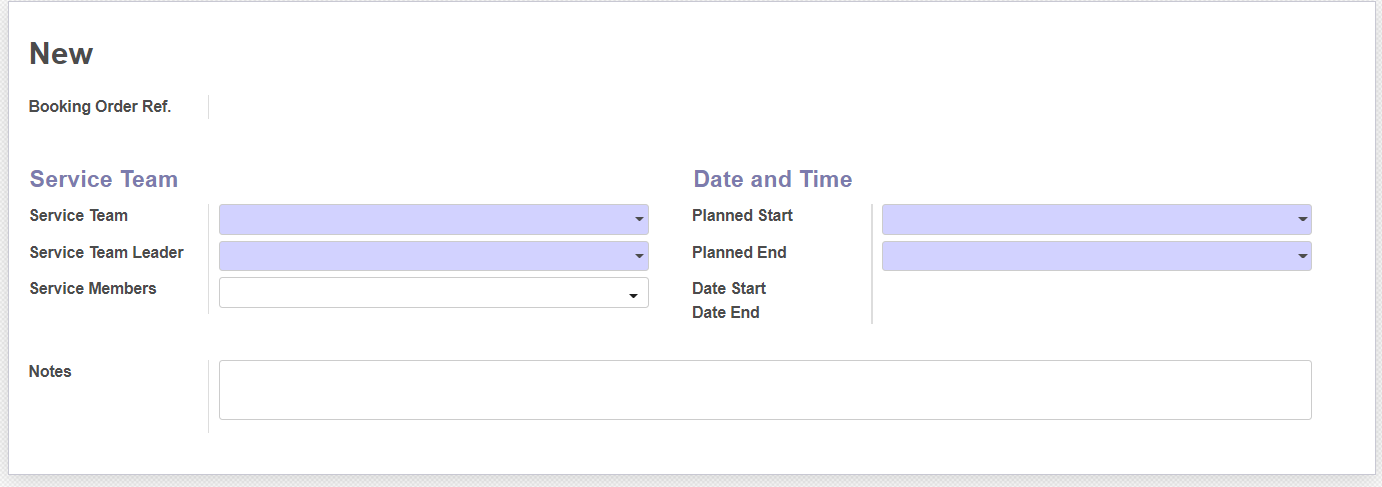 New
Booking Order Ref.
Service Team
Service Team
Service Team Leader
Service Members
Date and Time
Planned Start
Planned End
Date Start
Date End
Notes